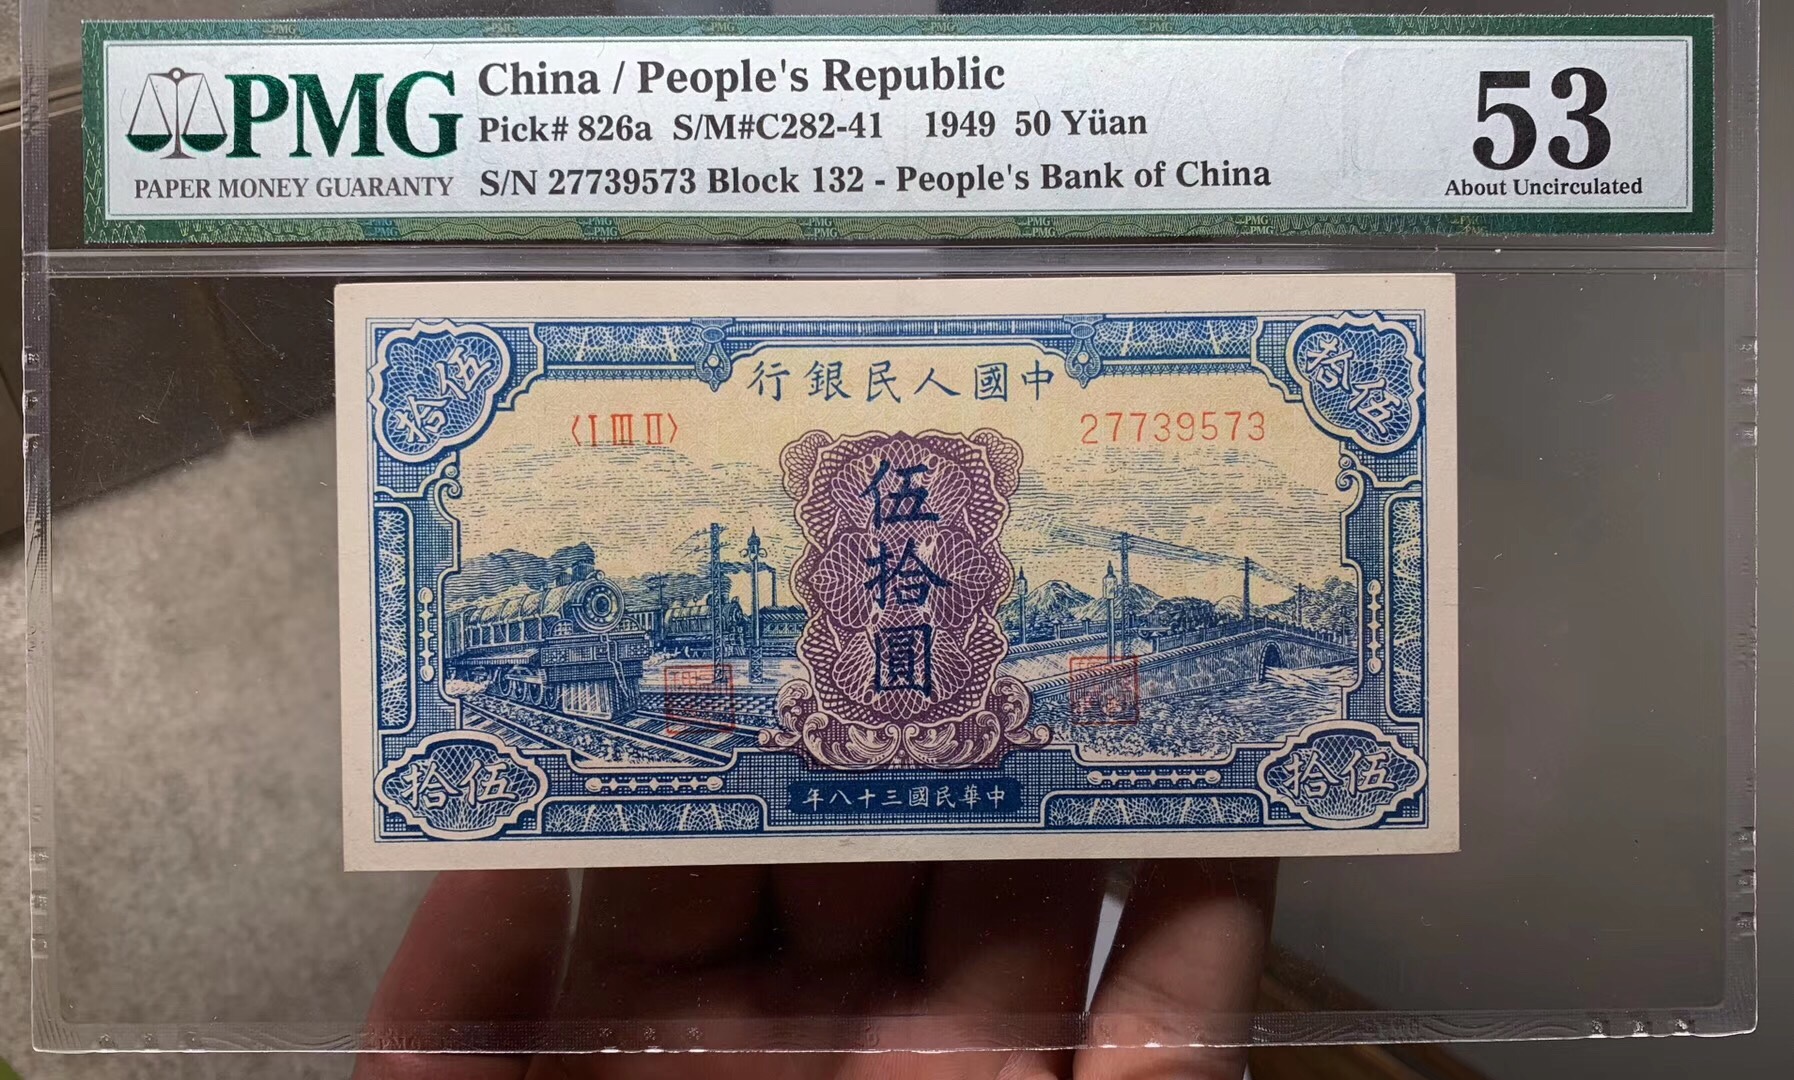 PMG
PAPER MONEY GUARANTY
China / People's Republic
Pick# 826a S/M#C282-41 1949 50 Yüan
S/N 27739573 Block 132 - People's Bank of China
53
About Uncirculated
伍拾
行銀民人國中
拾伍
〈I III II〉
27739573
伍
拾
圓
拾伍
年八十三國民華中
拾伍